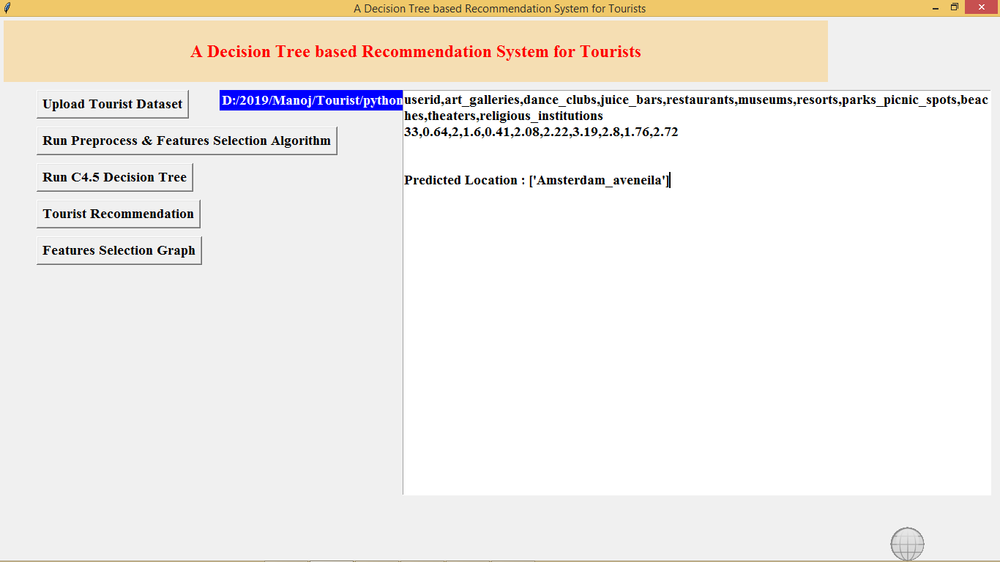 A Decision Tree based Recommendation System for Tourists
A Decision Tree based Recommendation System for Tourists
Upload Tourist Dataset
D:/2019/Manoj/Tourist/python
Run Preprocess & Features Selection Algorithm
Run C4.5 Decision Tree
Tourist Recommendation
Features Selection Graph
userid,art_galleries,dance_clubs,juice_bars,restaurants,museums,resorts,parks_picnic_spots,beac
hes,theaters,religious_institutions
33,0.64,2,1.6,0.41,2.08,2.22,3.19,2.8,1.76,2.72
Predicted Location : ['Amsterdam_aveneila']